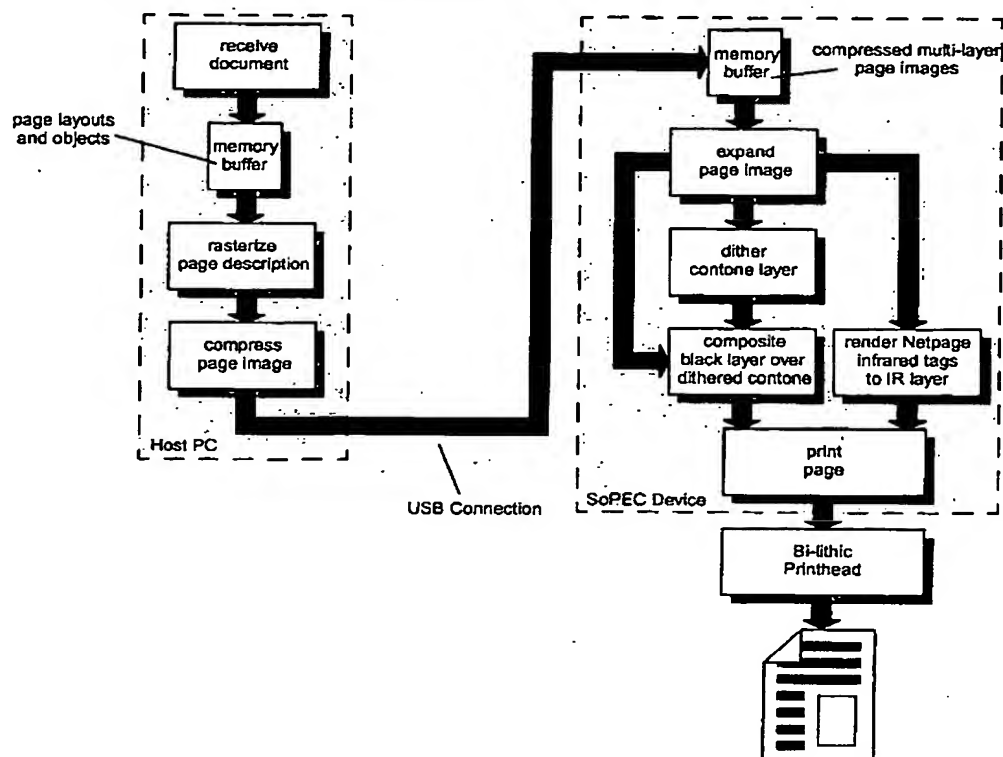 receive
document
page layouts
and objects
memory
buffer
rasterize
page description
compress
page image
Host PC
USB Connection
memory
buffer
compressed multi-layer
page images
expand
page image
dither
contone layer
composite
black layer over
dithered contone
render Netpage
infrared tags
to IR layer
print
page
SoPEC Device
Bi-lithic
Printhead